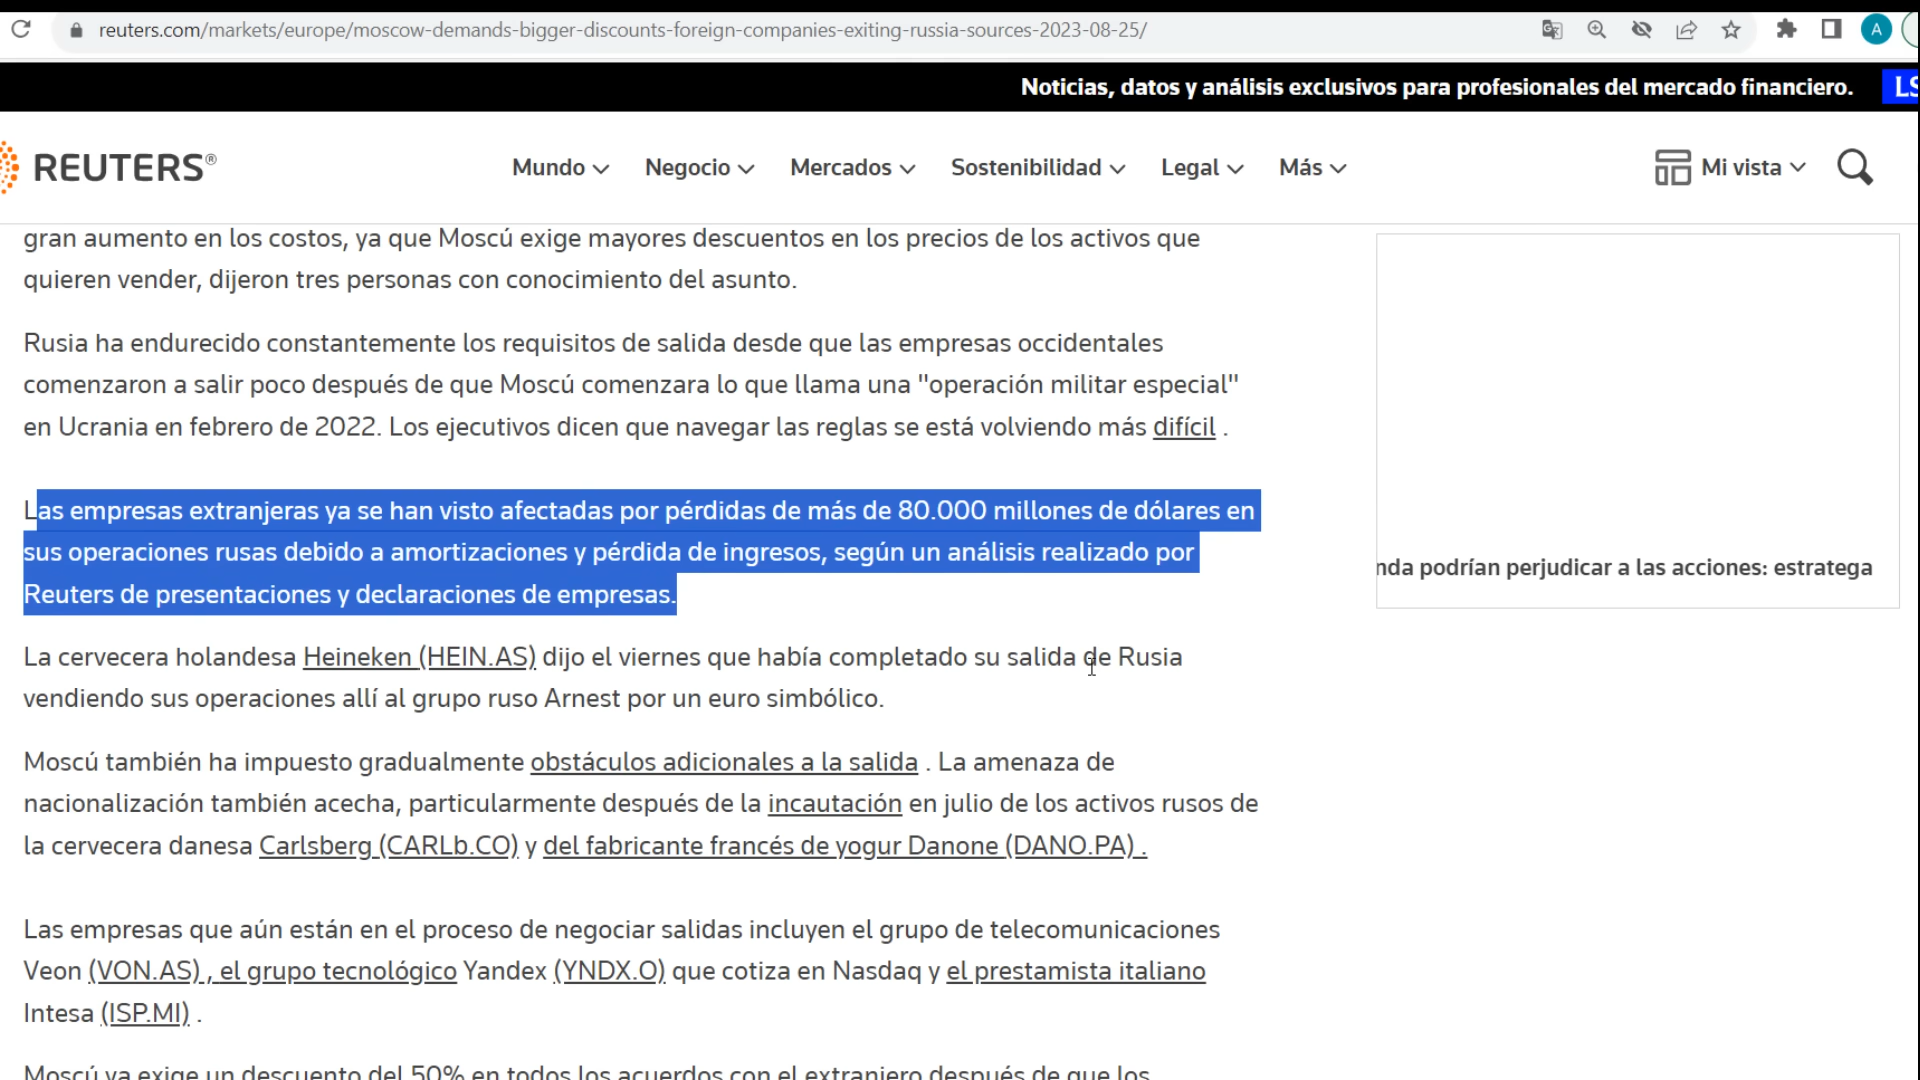 reuters.com/markets/europe/moscow-demands-bigger-discounts-foreign-companies-exiting-russia-sources-2023-08-25/
A
Noticias, datos y análisis exclusivos para profesionales del mercado financiero.
LS
REUTERS®
Mundo Negocio Mercados Sostenibilidad Legal Más
Mi vista
gran aumento en los costos, ya que Moscú exige mayores descuentos en los precios de los activos que
quieren vender, dijeron tres personas con conocimiento del asunto.
Rusia ha endurecido constantemente los requisitos de salida desde que las empresas occidentales
comenzaron a salir poco después de que Moscú comenzara lo que llama una "operación militar especial"
en Ucrania en febrero de 2022. Los ejecutivos dicen que navegar las reglas se está volviendo más difícil .
Las empresas extranjeras ya se han visto afectadas por pérdidas de más de 80.000 millones de dólares en
sus operaciones rusas debido a amortizaciones y pérdida de ingresos, según un análisis realizado por
Reuters de presentaciones y declaraciones de empresas.
La cervecera holandesa Heineken (HEIN.AS) dijo el viernes que había completado su salida de Rusia
vendiendo sus operaciones allí al grupo ruso Arnest por un euro simbólico.
Moscú también ha impuesto gradualmente obstáculos adicionales a la salida . La amenaza de
nacionalización también acecha, particularmente después de la incautación en julio de los activos rusos de
la cervecera danesa Carlsberg (CARLb.CO) y del fabricante francés de yogur Danone (DANO.PA) .
Las empresas que aún están en el proceso de negociar salidas incluyen el grupo de telecomunicaciones
Veon (VON.AS) , el grupo tecnológico Yandex (YNDX.O) que cotiza en Nasdaq y el prestamista italiano
Intesa (ISP.MI) .
Moscú ya exige un descuento del 50% en todos los acuerdos con el extranjero después de que los
nda podrían perjudicar a las acciones: estratega